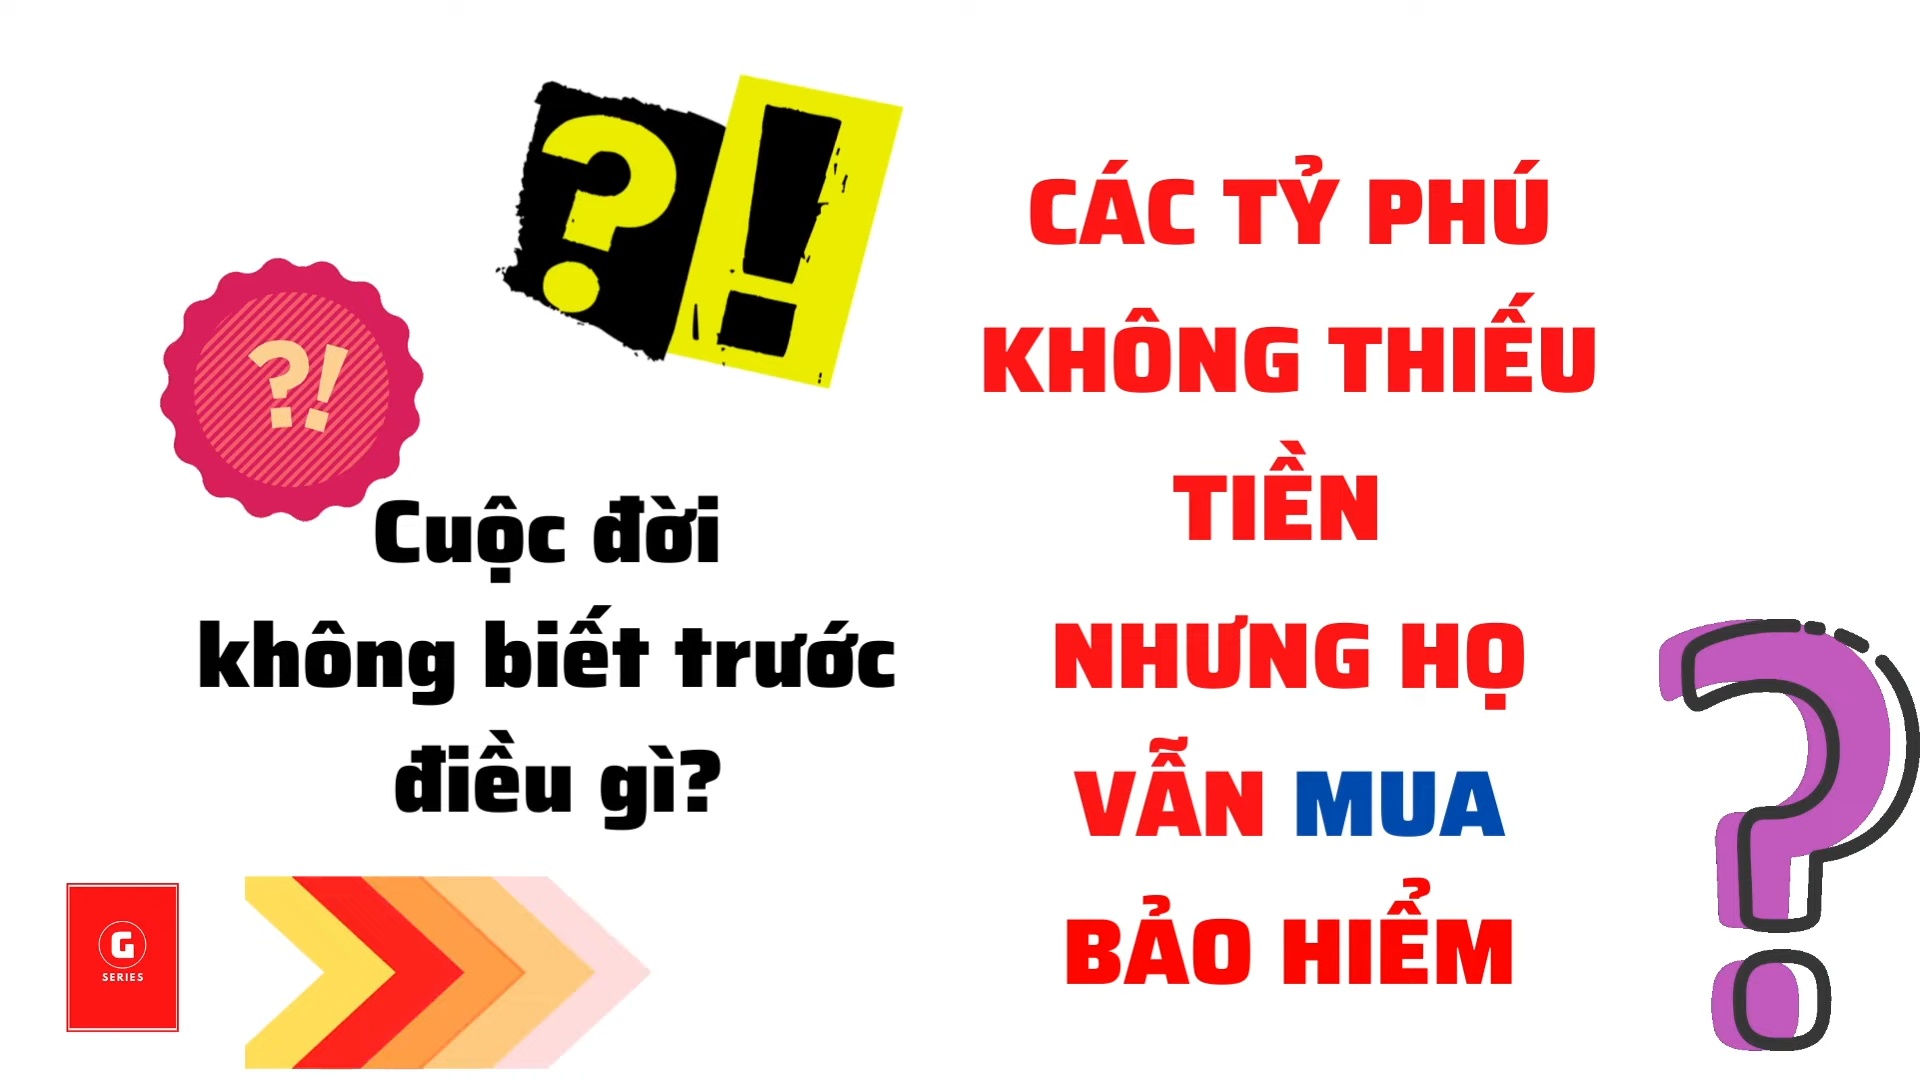 ?!
?!
Cuộc đời
không biết trước
điều gì?
CÁC TỶ PHÚ
KHÔNG THIẾU
TIỀN
NHƯNG HỌ
VẪN MUA
BẢO HIỂM
?
G
SERIES